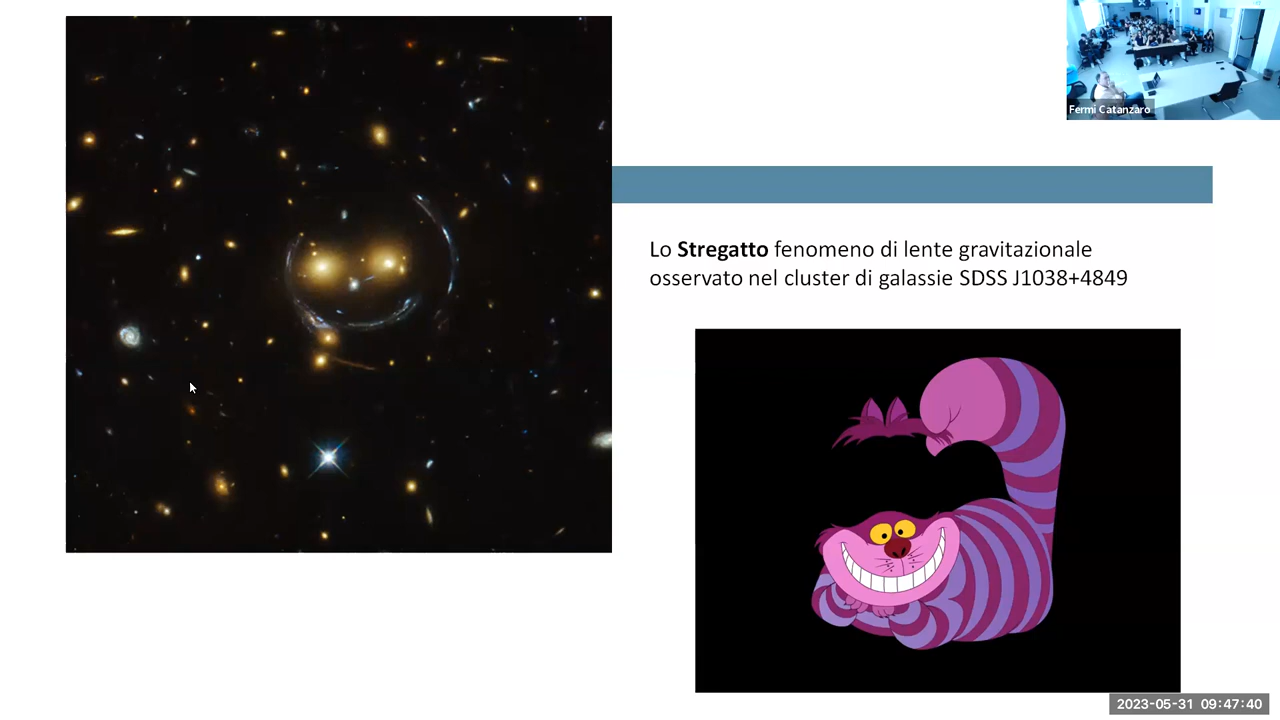 Fermi Catanzaro
Lo Stregatto fenomeno di lente gravitazionale
osservato nel cluster di galassie SDSS J1038+4849
2023-05-31 09:47:40